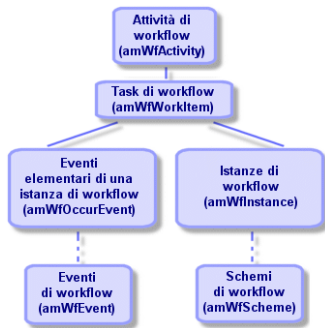 Attività di
workflow
(amWfActivity)
Task di workflow
(amWfWorkItem)
Eventi
elementari di una
istanza di workflow
(amWfOccurEvent)
Istanze di
workflow
(amWfInstance)
Eventi
di workflow
(amWfEvent)
Schemi
di workflow
(amWfScheme)